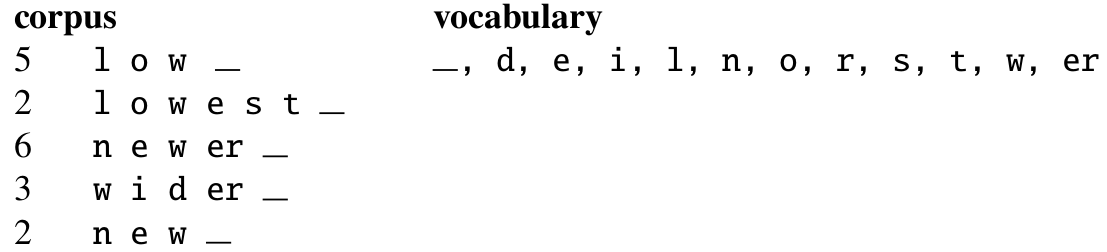 corpus vocabulary
5 l o w _ _, d, e, i, l, n, o, r, s, t, w, er
2 l o w e s t _
6 n e w er _
3 w i d er _
2 n e w _